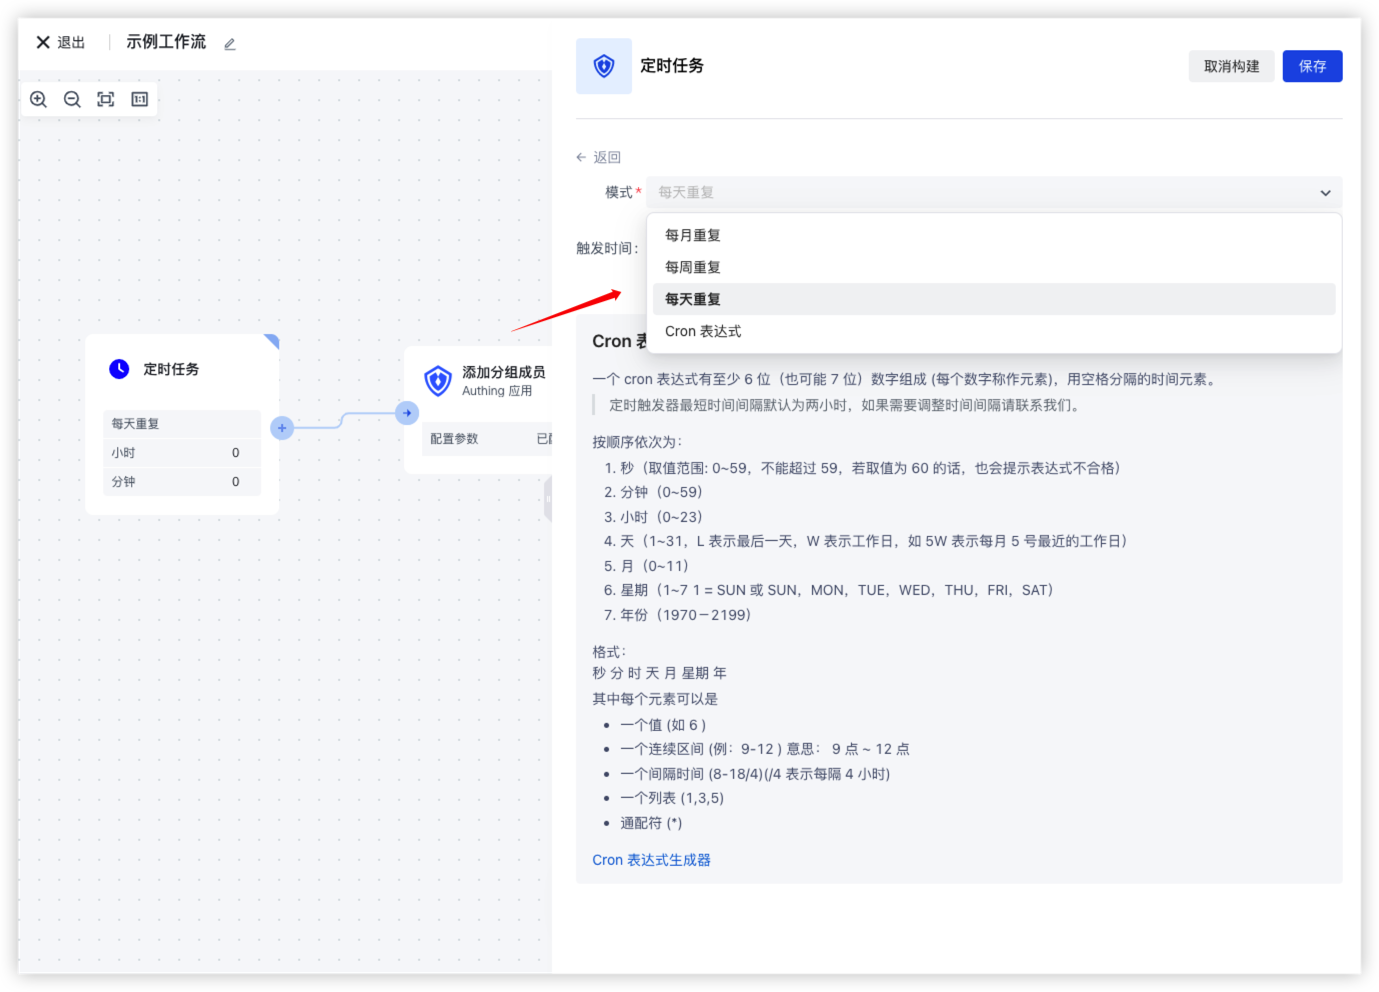 退出
示例工作流
定时任务
取消构建
保存
返回
模式*
每天重复
每月重复
每周重复
每天重复
Cron 表达式
触发时间：
定时任务
每天重复
小时 0
分钟 0
添加分组成员
Authing 应用
配置参数
已
Cron
一个 cron 表达式有至少 6 位（也可能 7 位）数字组成 (每个数字称作元素)，用空格分隔的时间元素。
定时触发器最短时间间隔默认为两小时，如果需要调整时间间隔请联系我们。
按顺序依次为：
1. 秒（取值范围: 0~59，不能超过 59，若取值为 60 的话，也会提示表达式不合格）
2. 分钟（0~59）
3. 小时（0~23）
4. 天（1~31，L 表示最后一天，W 表示工作日，如 5W 表示每月 5 号最近的工作日）
5. 月（0~11）
6. 星期（1~7 1 = SUN 或 SUN，MON，TUE，WED，THU，FRI，SAT）
7. 年份（1970－2199）
格式：
秒 分 时 天 月 星期 年
其中每个元素可以是
一个值 (如 6 )
一个连续区间 (例：9-12 ) 意思： 9 点 ~ 12 点
一个间隔时间 (8-18/4)(/4 表示每隔 4 小时)
一个列表 (1,3,5)
通配符 (*)
Cron 表达式生成器